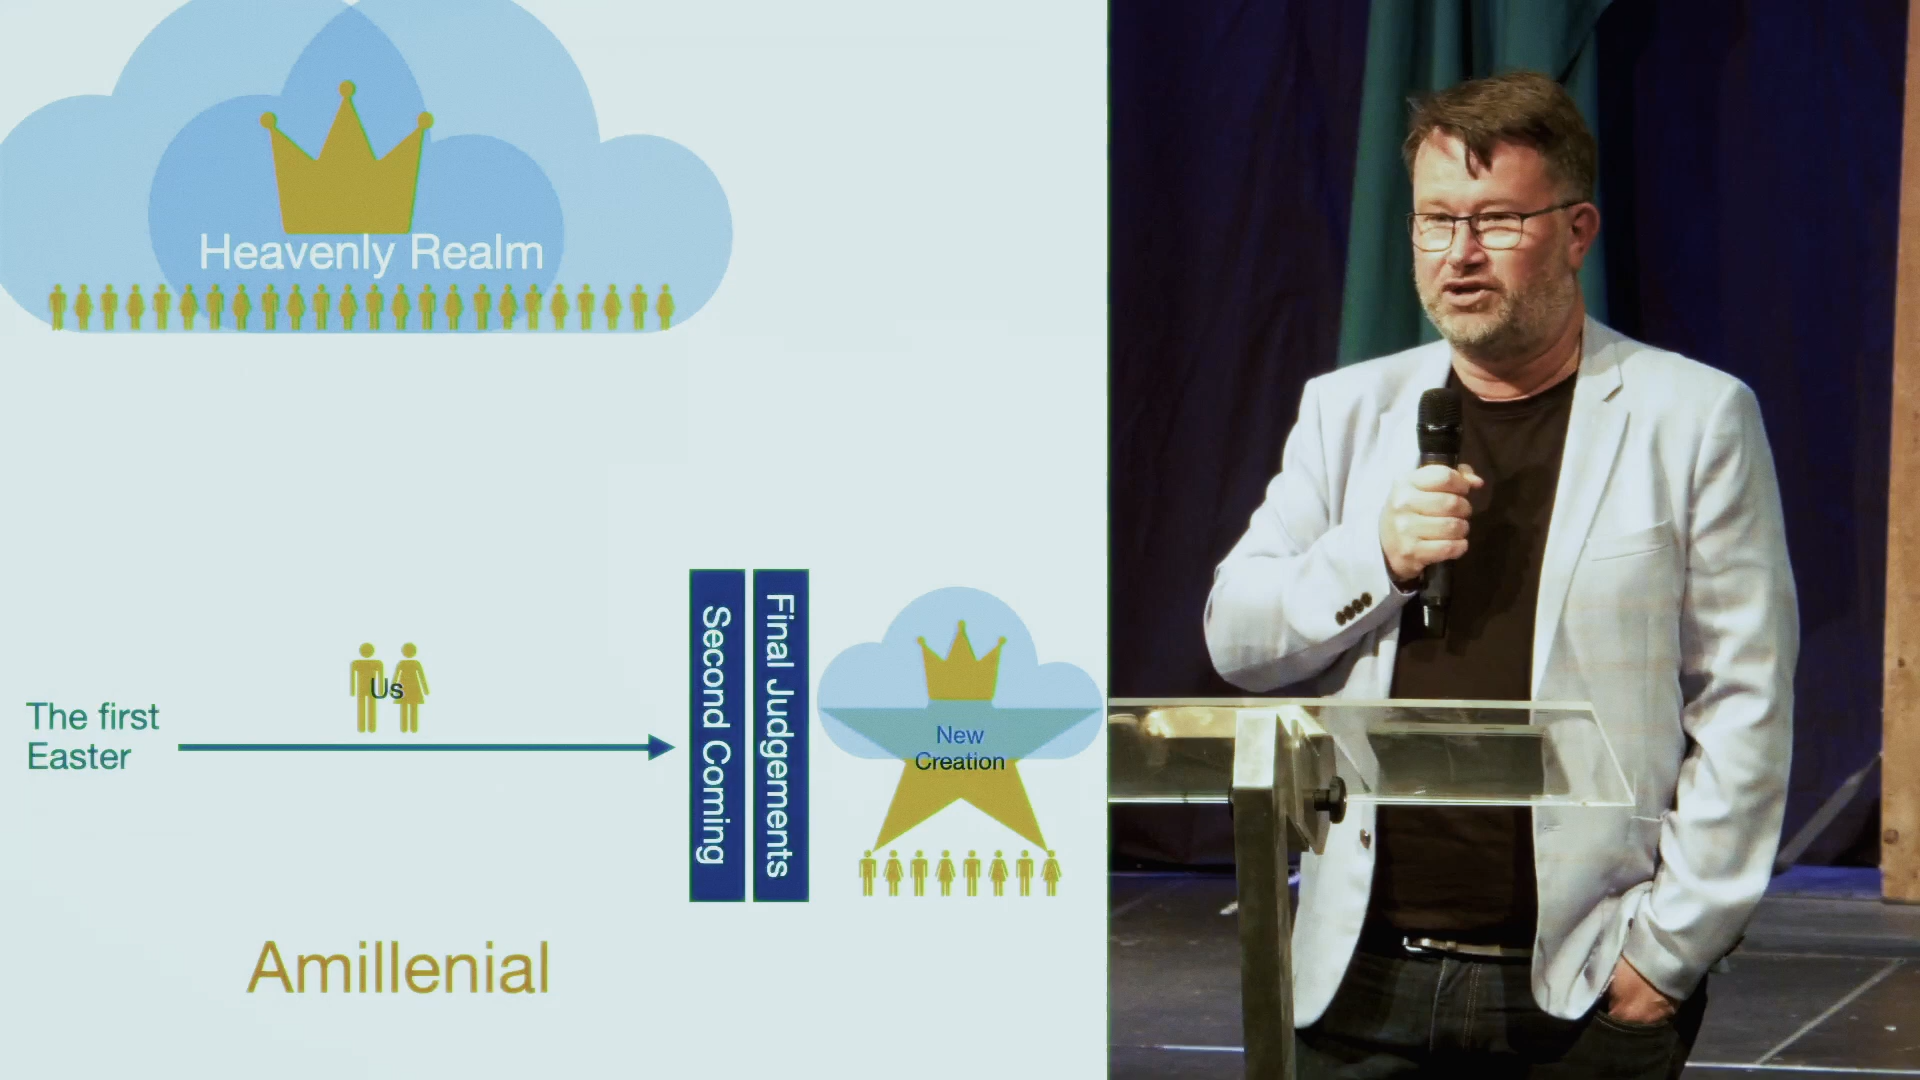 Heavenly Realm
Us
The first
Easter
Second Coming
Final Judgements
New
Creation
Amillenial